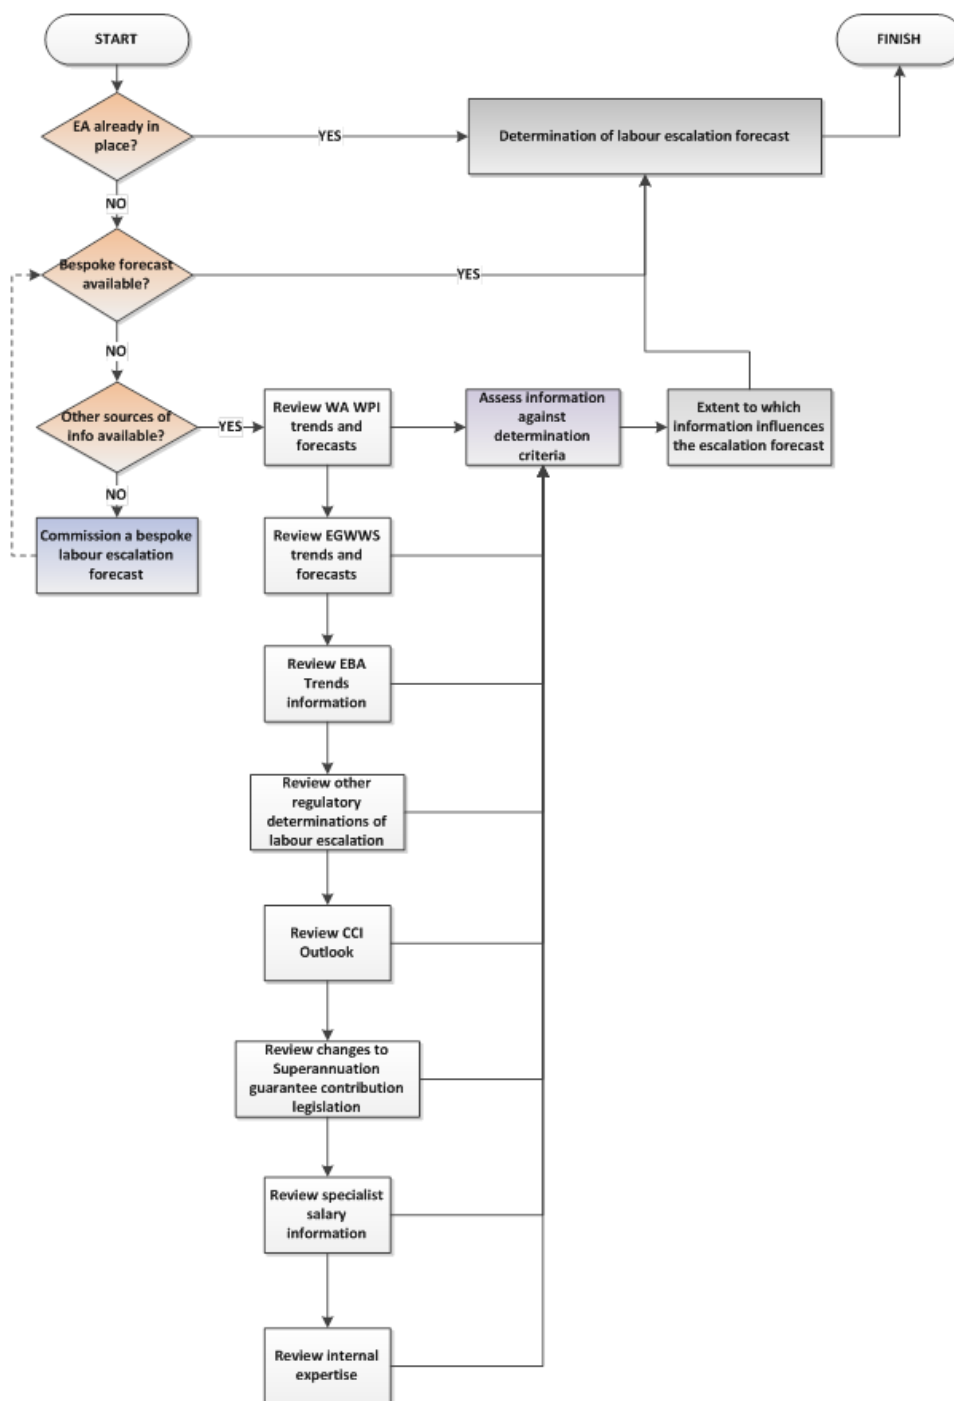 START
FINISH
EA already in
place?
YES
Determination of labour escalation forecast
NO
Bespoke forecast
available?
YES
NO
Other sources of
info available?
YES
Review WA WPI
trends and
forecasts
Assess information
against
determination
criteria
Extent to which
information influences
the escalation forecast
NO
Commission a bespoke
labour escalation
forecast
Review EGWWS
trends and
forecasts
Review EBA
Trends
information
Review other
regulatory
determinations of
labour escalation
Review CCI
Outlook
Review changes to
Superannuation
guarantee contribution
legislation
Review specialist
salary
information
Review internal
expertise